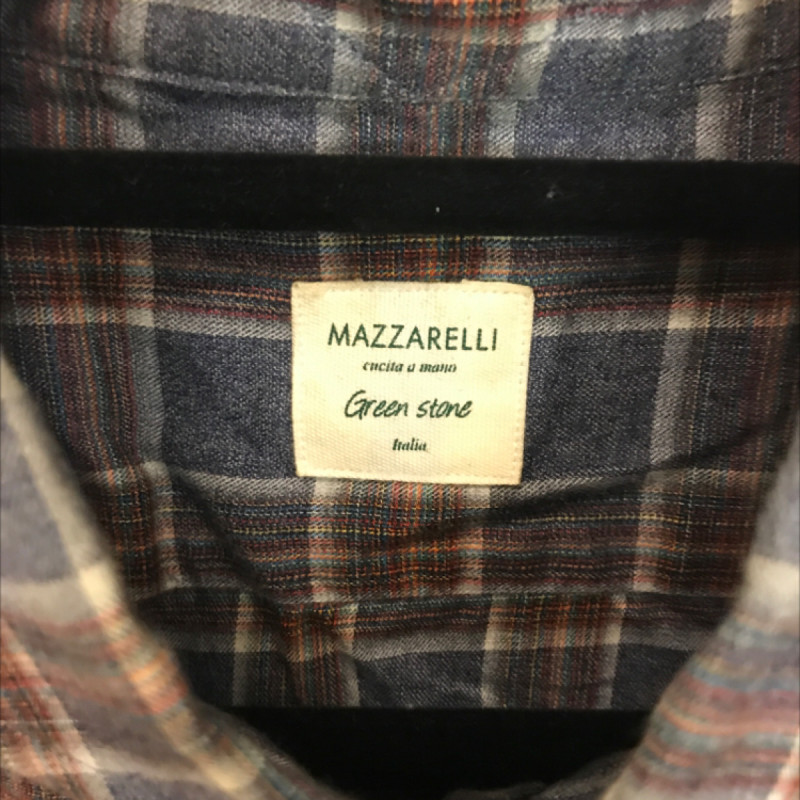 MAZZARELLI
cucita a mano
Green stone
Italia